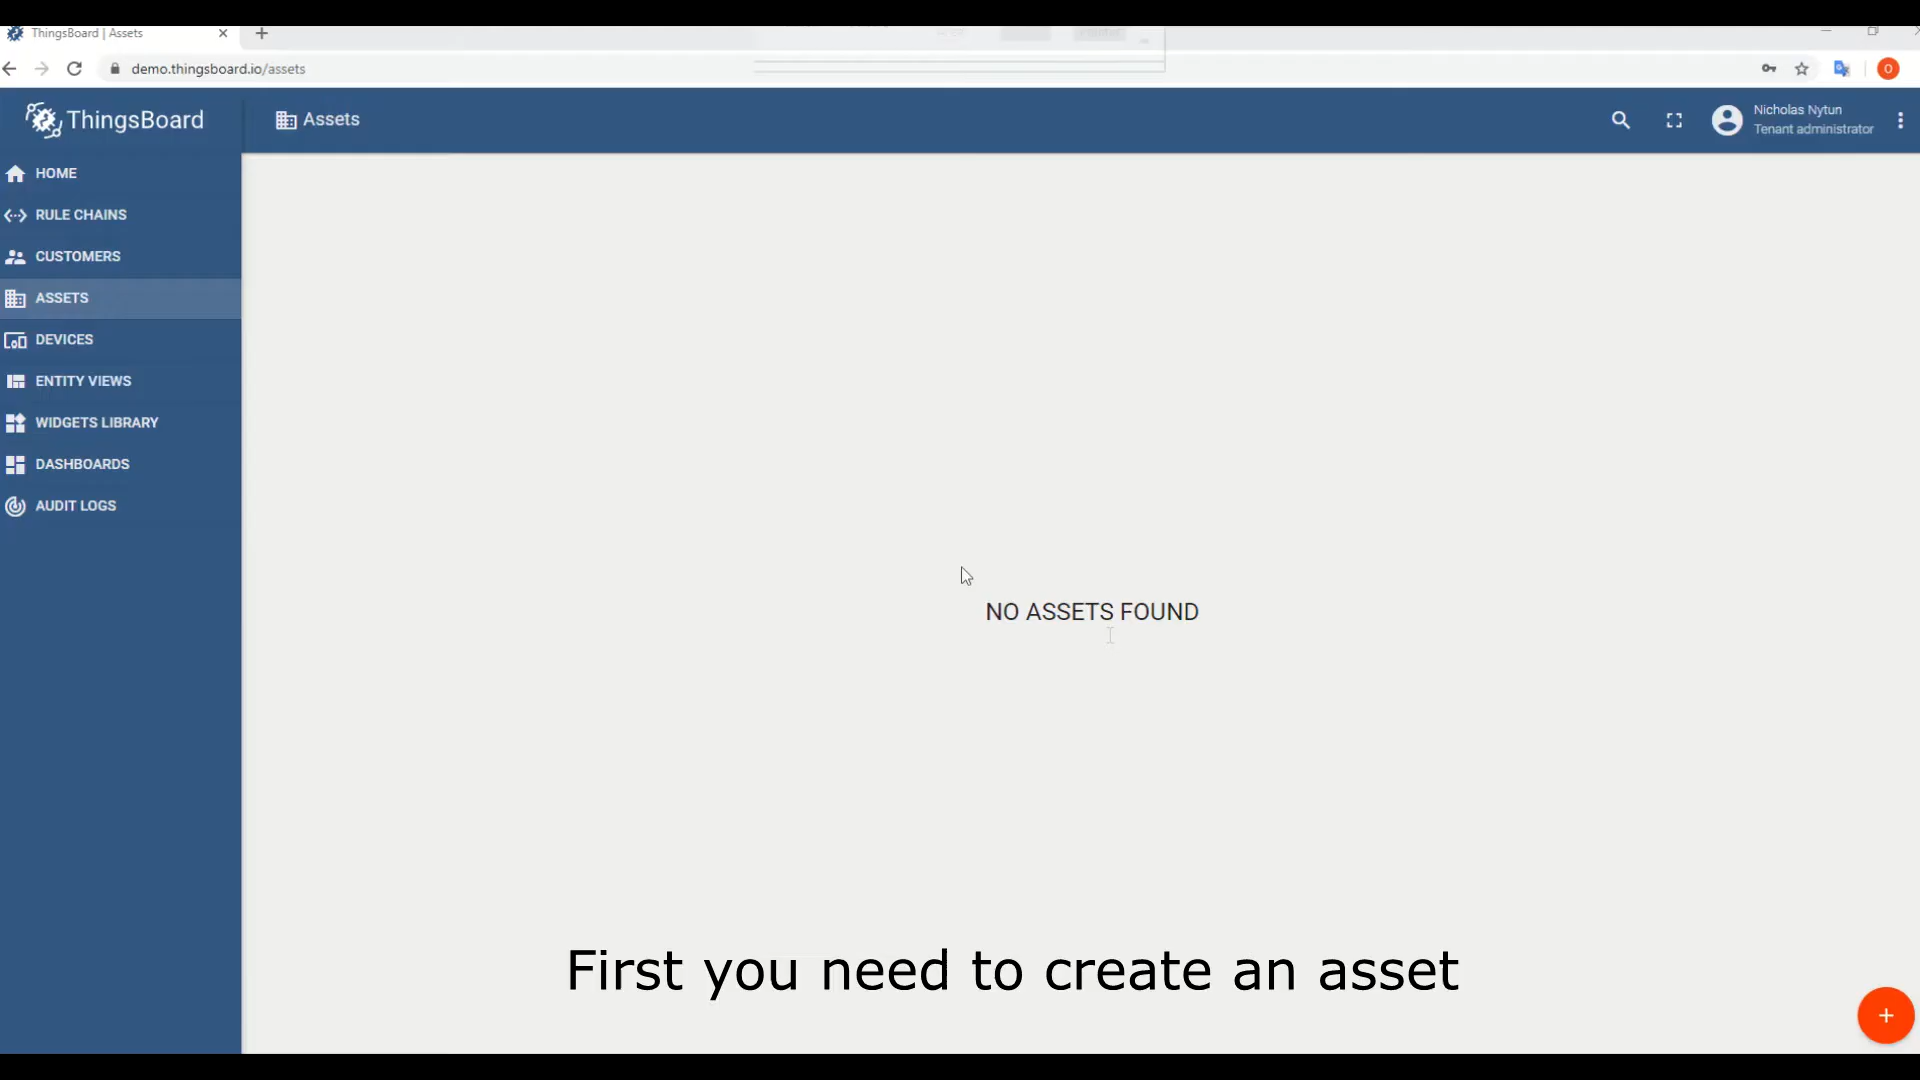 ThingsBoard | Assets
demo.thingsboard.io/assets
O
ThingsBoard
Assets
Nicholas Nytun
Tenant administrator
HOME
RULE CHAINS
CUSTOMERS
ASSETS
DEVICES
ENTITY VIEWS
WIDGETS LIBRARY
DASHBOARDS
AUDIT LOGS
NO ASSETS FOUND
First you need to create an asset